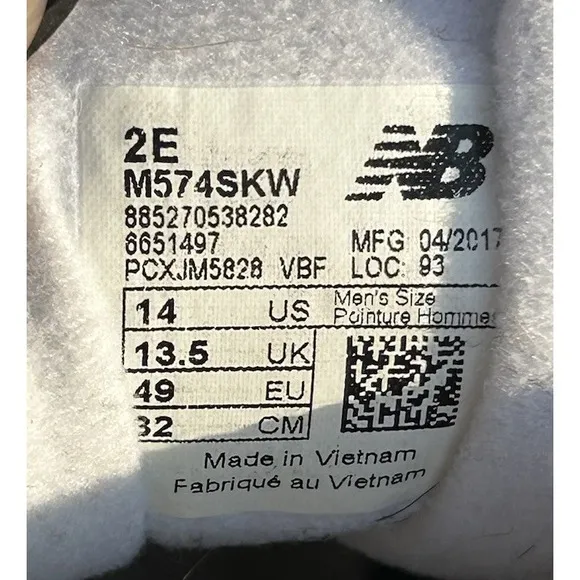 2E
NB
M574SKW
885270538282
6651497
MFG 04/2017
PCXJM5828 VBF LOC: 93
14 US
Men's Size
Pointure Hommes
13.5 UK
49 EU
32 CM
Made in Vietnam
Fabriqué au Vietnam